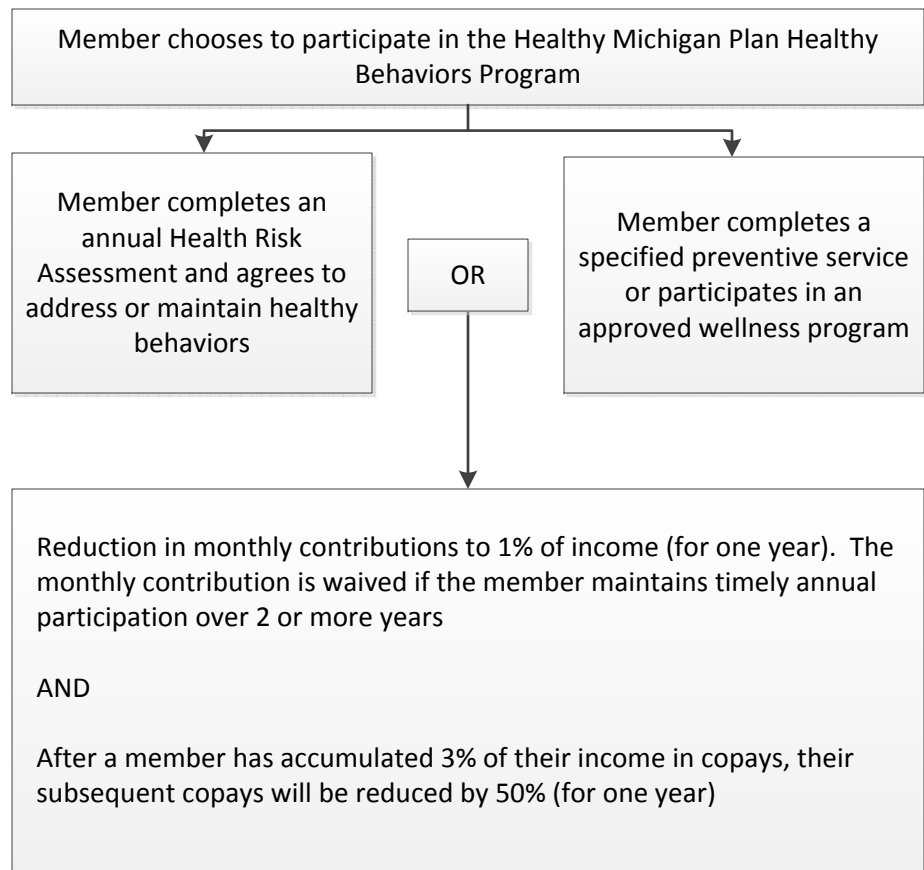 Member chooses to participate in the Healthy Michigan Plan Healthy
Behaviors Program
Member completes an
annual Health Risk
Assessment and agrees to
address or maintain healthy
behaviors
OR
Member completes a
specified preventive service
or participates in an
approved wellness program
Reduction in monthly contributions to 1% of income (for one year).  The
monthly contribution is waived if the member maintains timely annual
participation over 2 or more years
AND
After a member has accumulated 3% of their income in copays, their
subsequent copays will be reduced by 50% (for one year)